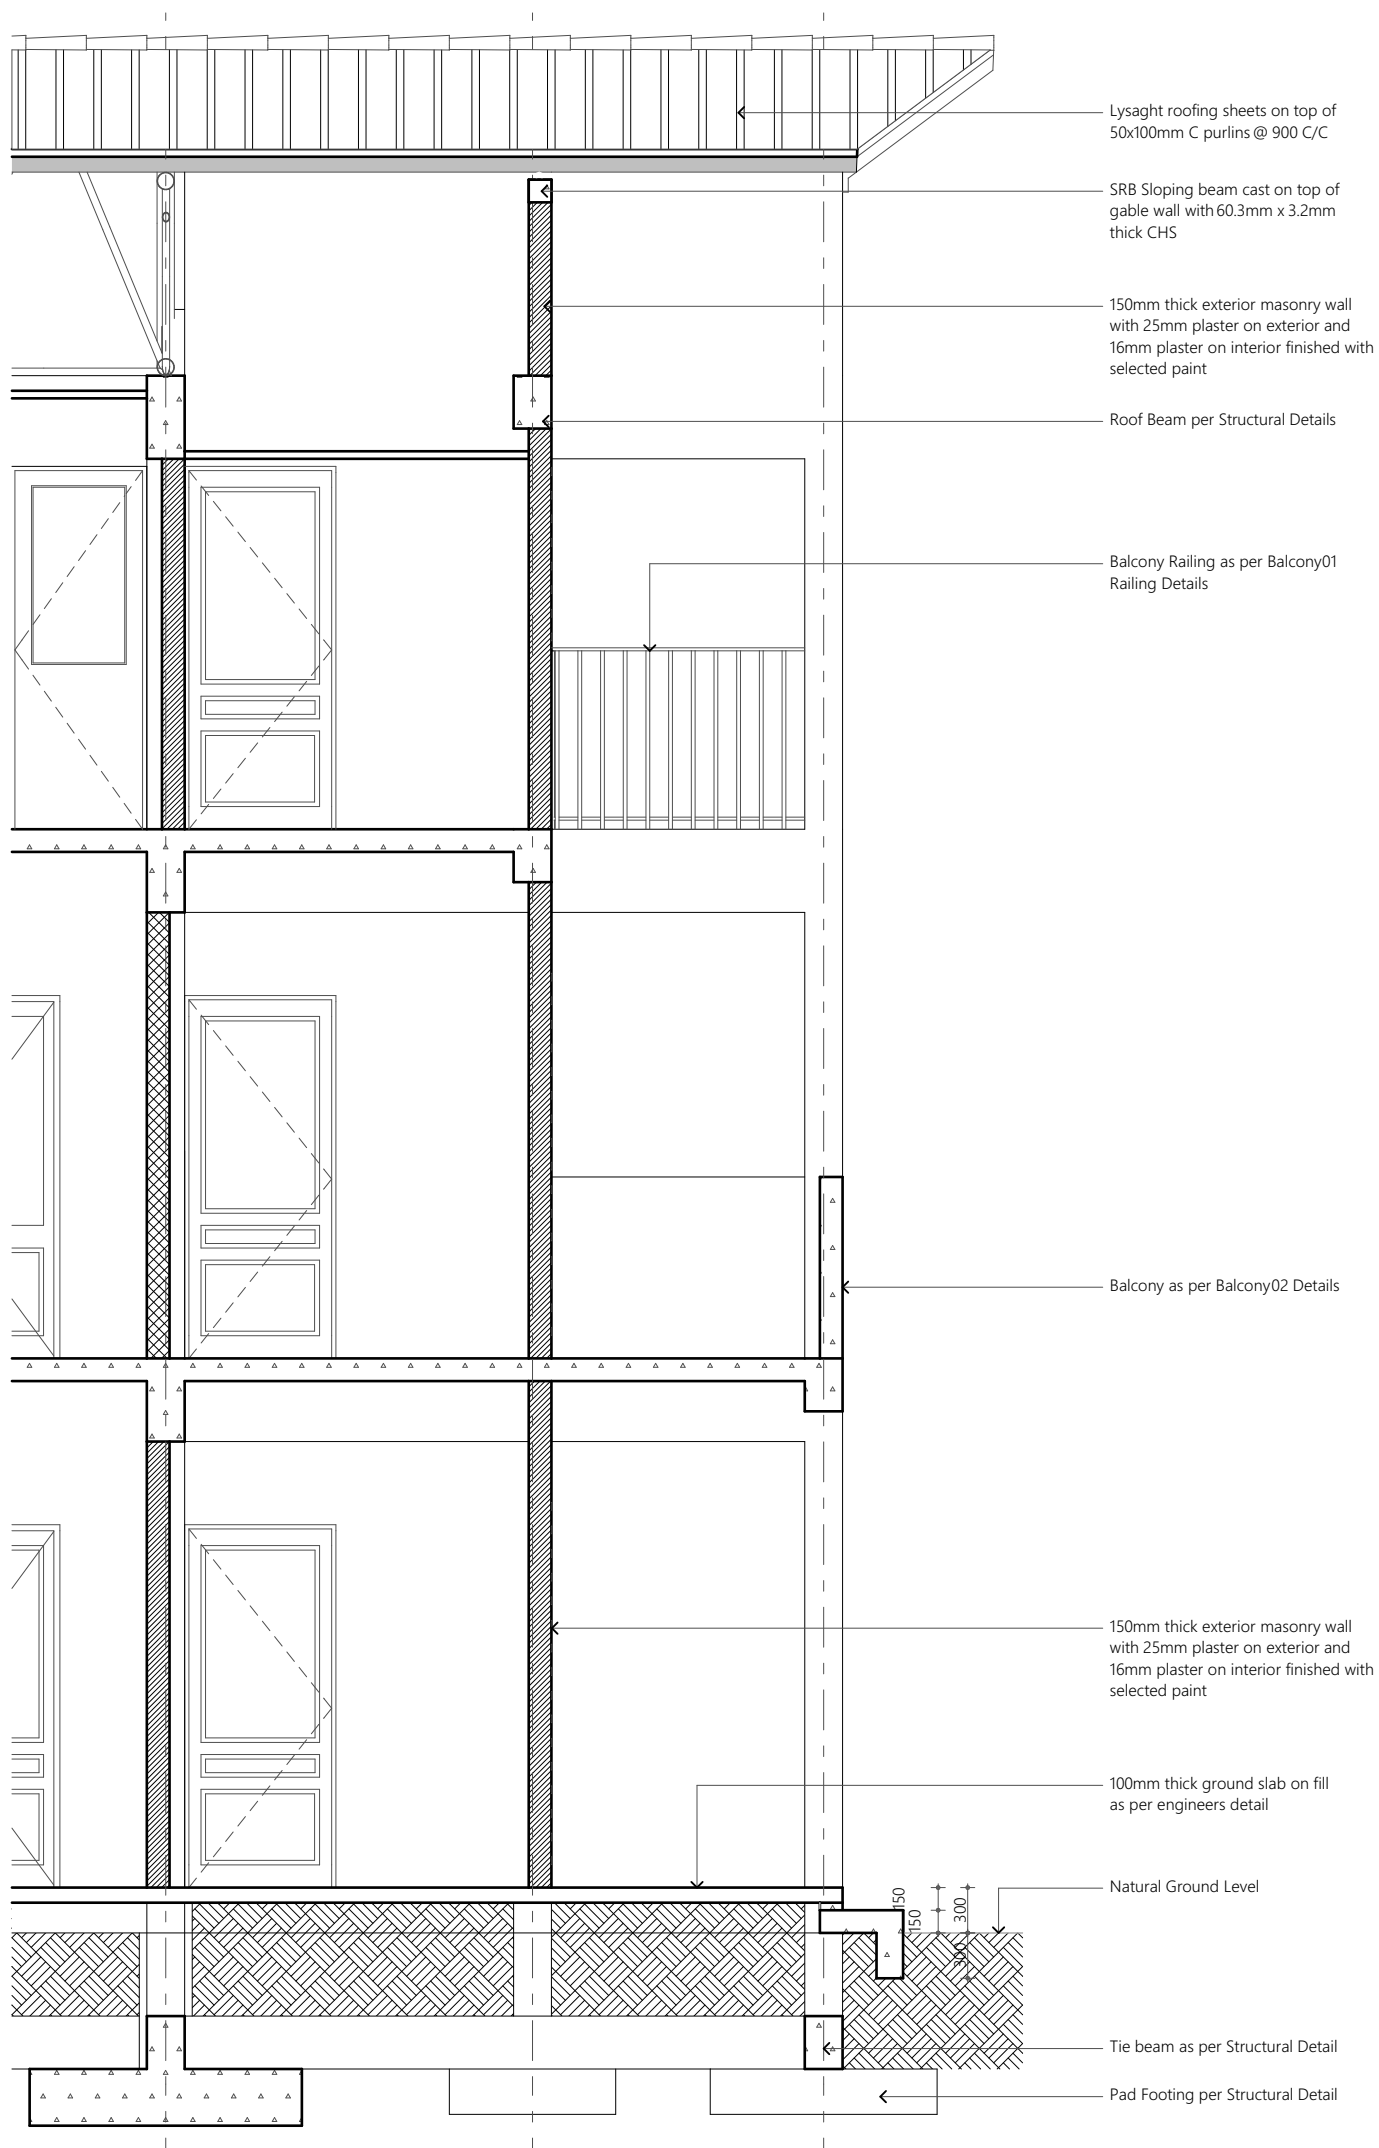 Lysaght roofing sheets on top of
50x100mm C purlins @ 900 C/C
SRB Sloping beam cast on top of
gable wall with 60.3mm x 3.2mm
thick CHS
150mm thick exterior masonry wall
with 25mm plaster on exterior and
16mm plaster on interior finished with
selected paint
Roof Beam per Structural Details
Balcony Railing as per Balcony01
Railing Details
Balcony as per Balcony02 Details
150mm thick exterior masonry wall
with 25mm plaster on exterior and
16mm plaster on interior finished with
selected paint
100mm thick ground slab on fill
as per engineers detail
Natural Ground Level
150
150
300
300
Tie beam as per Structural Detail
Pad Footing per Structural Detail